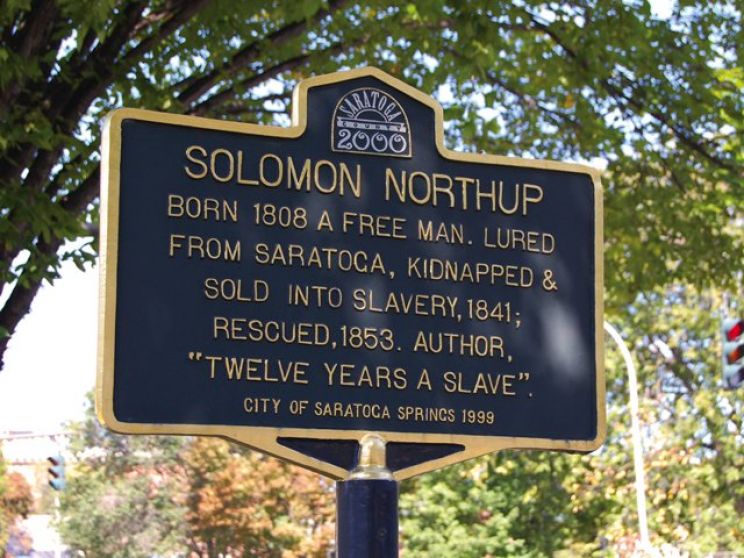 SARATOGA
COUNTY
2000
SOLOMON NORTHUP
BORN 1808 A FREE MAN. LURED
FROM SARATOGA, KIDNAPPED &
SOLD INTO SLAVERY, 1841;
RESCUED, 1853. AUTHOR,
"TWELVE YEARS A SLAVE".
CITY OF SARATOGA SPRINGS 1999